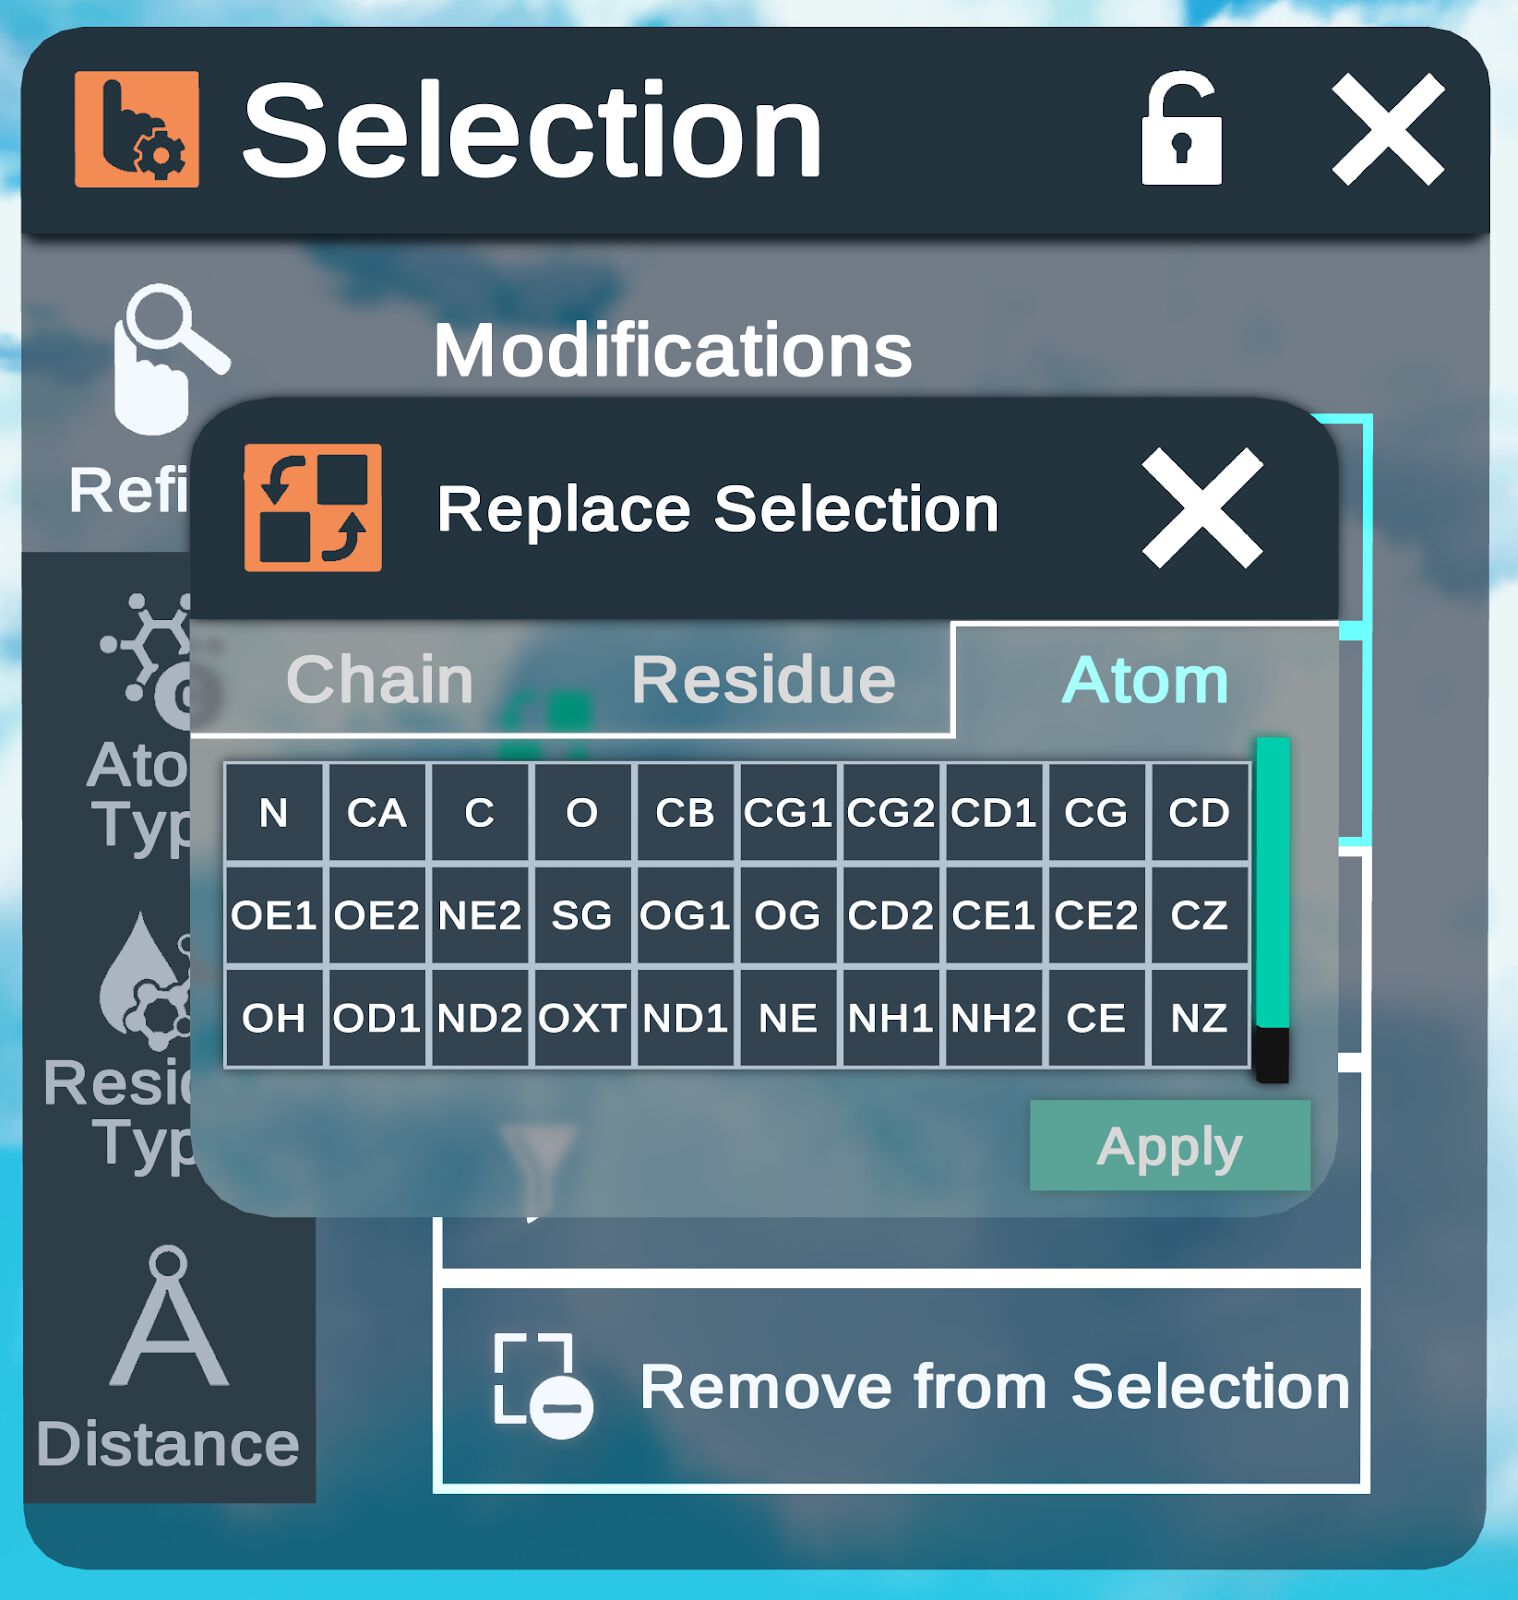 Selection
Modifications
Replace Selection
Chain Residue Atom
N CA C O CB CG1 CG2 CD1 CG CD
OE1 OE2 NE2 SG OG1 OG CD2 CE1 CE2 CZ
OH OD1 ND2 OXT ND1 NE NH1 NH2 CE NZ
Apply
Refi
Ato
Typ
Resid
Typ
Distance
Remove from Selection